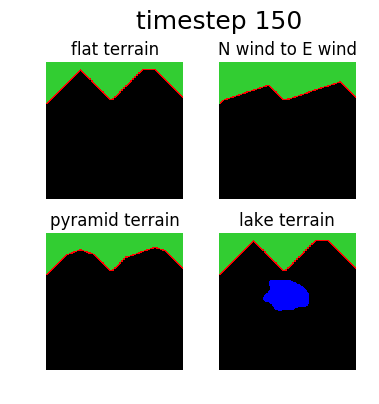 timestep 150
flat terrain
N wind to E wind
pyramid terrain
lake terrain